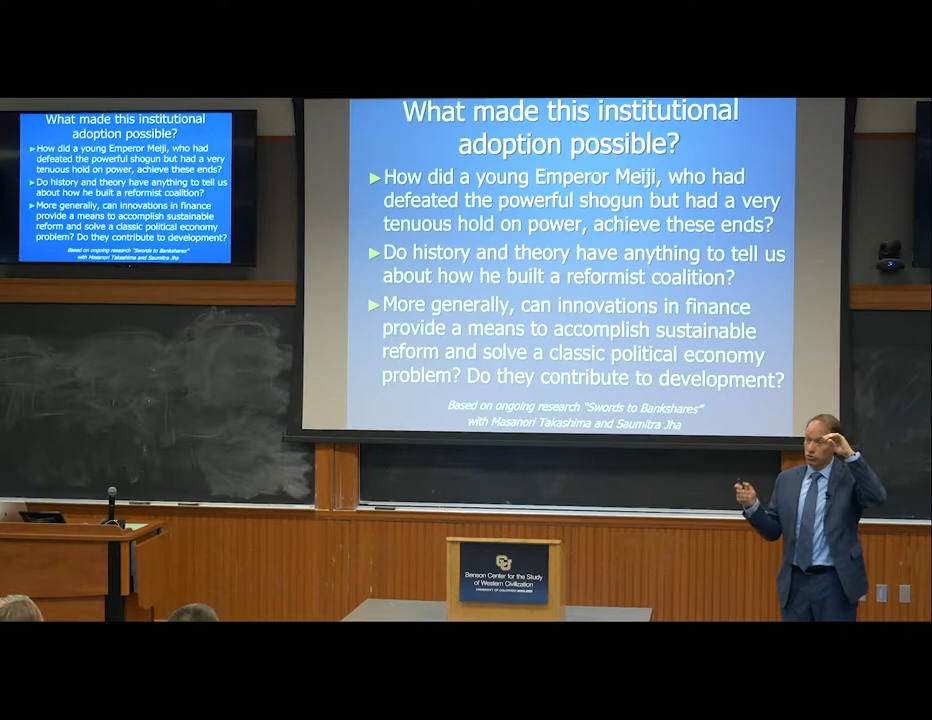 What made this institutional
adoption possible?
►How did a young Emperor Meiji, who had
defeated the powerful shogun but had a very
tenuous hold on power, achieve these ends?
►Do history and theory have anything to tell us
about how he built a reformist coalition?
►More generally, can innovations in finance
provide a means to accomplish sustainable
reform and solve a classic political economy
problem? Do they contribute to development?
Based on ongoing research "Swords to Bankshares"
with Masanori Takashima and Saumitra Jha
What made this institutional
adoption possible?
►How did a young Emperor Meiji, who had
defeated the powerful shogun but had a very
tenuous hold on power, achieve these ends?
►Do history and theory have anything to tell us
about how he built a reformist coalition?
►More generally, can innovations in finance
provide a means to accomplish sustainable
reform and solve a classic political economy
problem? Do they contribute to development?
Based on ongoing research "Swords to Bankshares"
with Masanori Takashima and Saumitra Jha
CU
Benson Center for the Study
of Western Civilization
UNIVERSITY OF COLORADO BOULDER